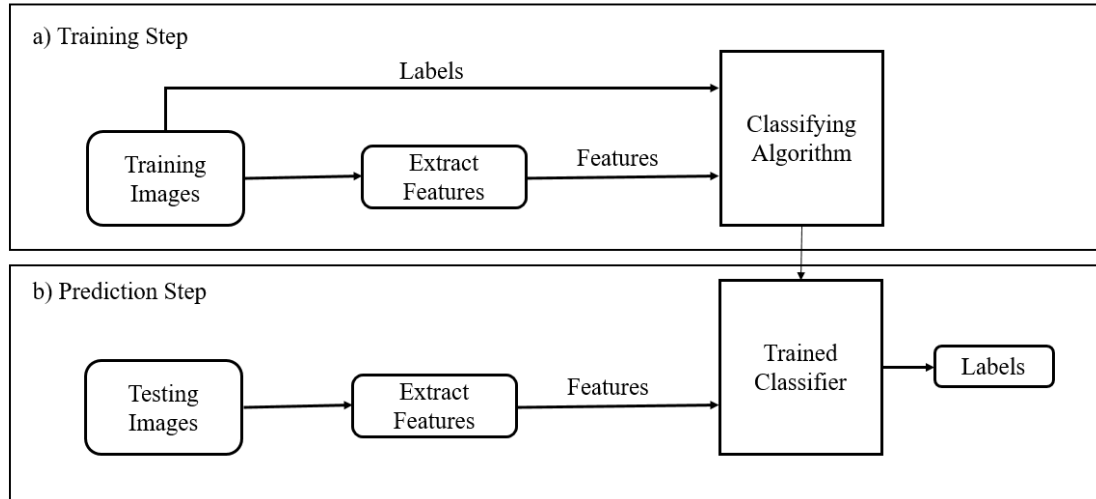 a) Training Step
Labels
Training
Images
Extract
Features
Features
Classifying
Algorithm
b) Prediction Step
Testing
Images
Extract
Features
Features
Trained
Classifier
Labels